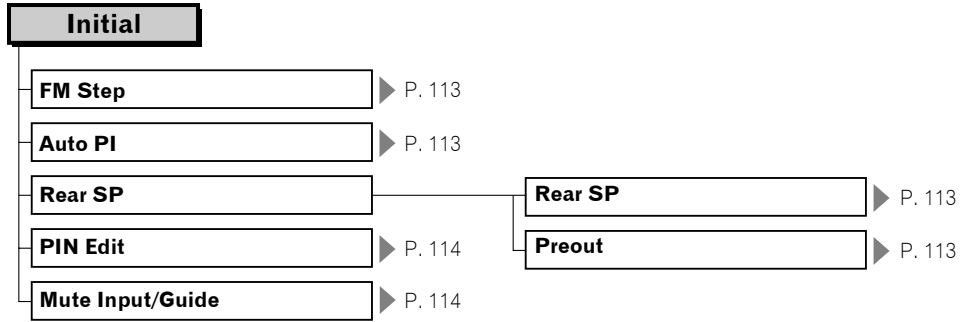 Initial
FM Step P. 113
Auto PI P. 113
Rear SP Rear SP P. 113
PIN Edit P. 114 Preout P. 113
Mute Input/Guide P. 114